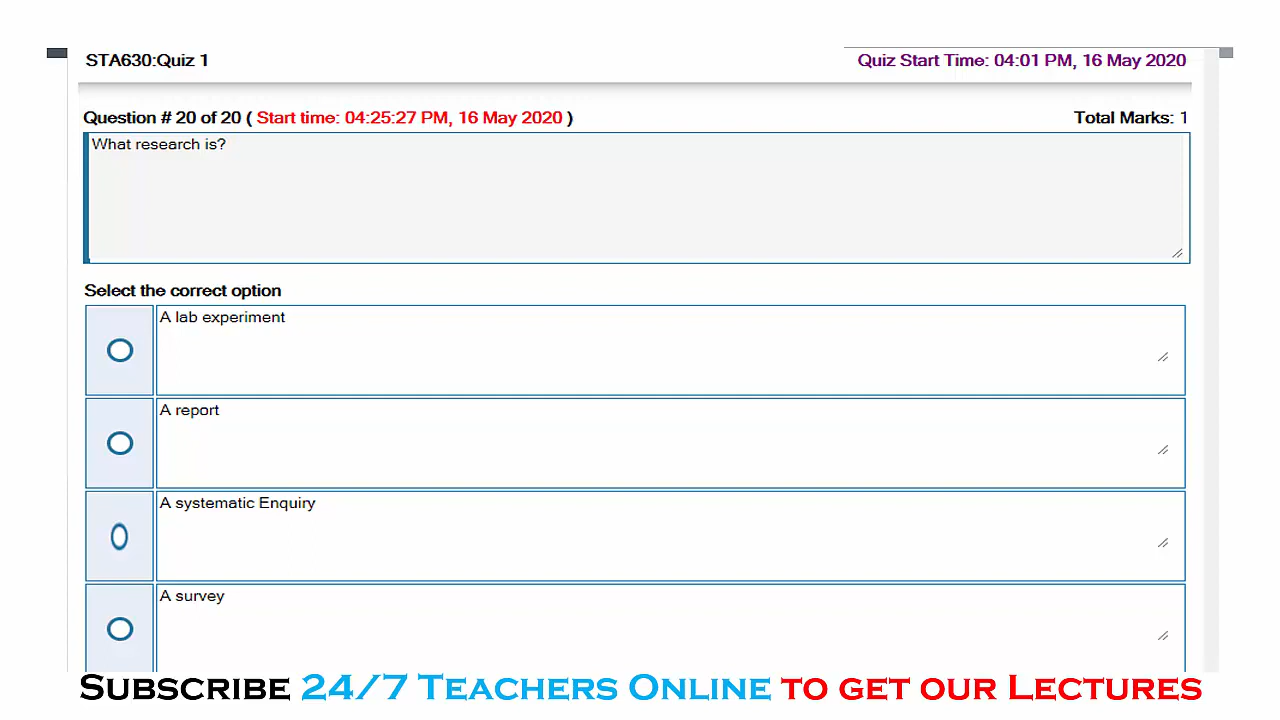 STA630:Quiz 1
Quiz Start Time: 04:01 PM, 16 May 2020
Question # 20 of 20 ( Start time: 04:25:27 PM, 16 May 2020 )
Total Marks: 1
What research is?
Select the correct option
A lab experiment
A report
A systematic Enquiry
A survey
Subscribe 24/7 Teachers Online to get our Lectures